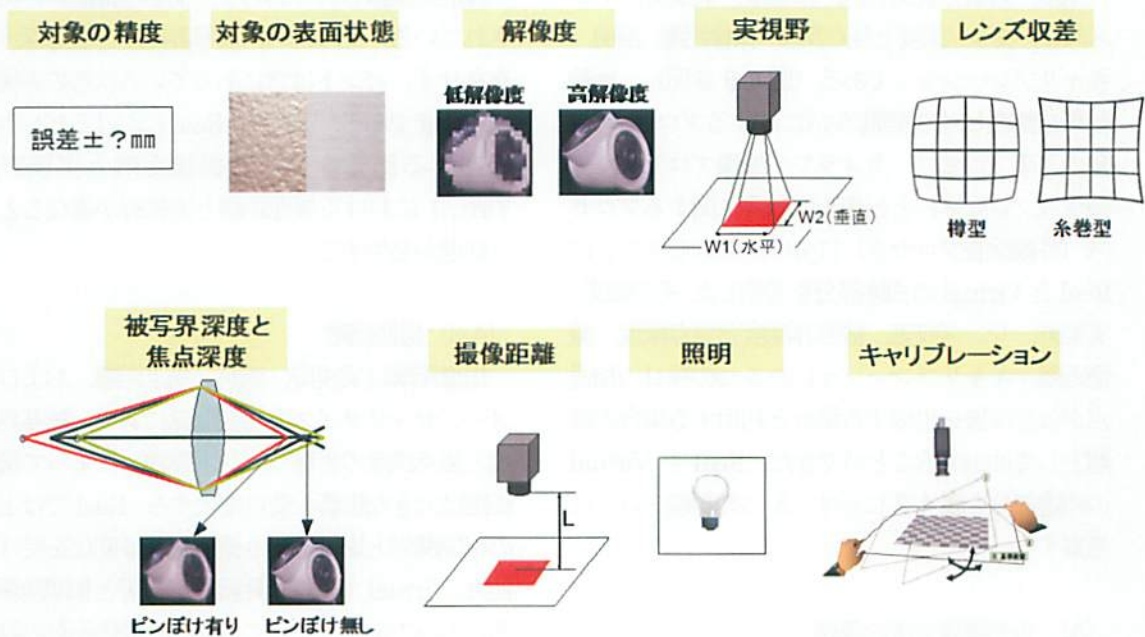 対象の精度
対象の表面状態
解像度
実視野
レンズ収差
誤差±?mm
低解像度
高解像度
W2(垂直)
W1(水平)
樽型
糸巻型
被写界深度と
焦点深度
撮像距離
照明
キャリブレーション
L
ピンぼけ有り
ピンぼけ無し